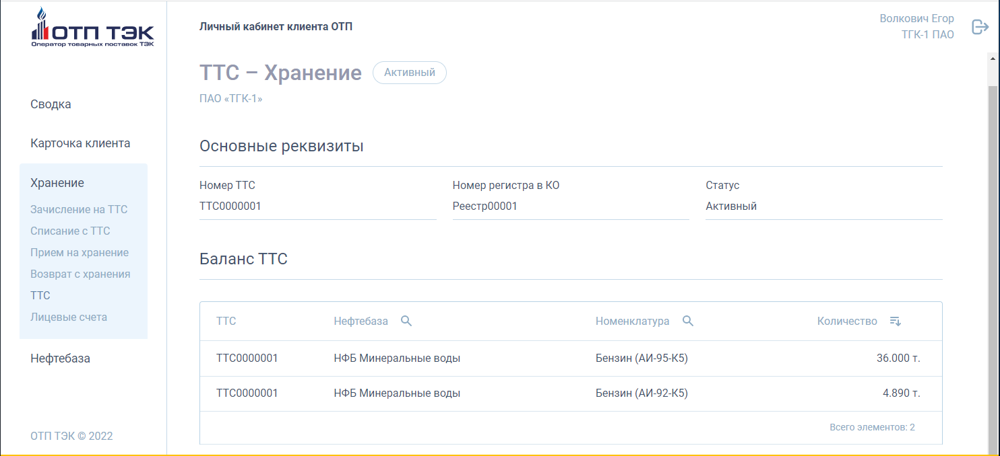 ОТП ТЭК
Оператор товарных поставок ТЭК
Личный кабинет клиента ОТП
Волкович Егор
ТГК-1 ПАО
Сводка
Карточка клиента
Хранение
Зачисление на ТТС
Списание с ТТС
Прием на хранение
Возврат с хранения
ТТС
Лицевые счета
Нефтебаза
ОТП ТЭК © 2022
ТТС – Хранение Активный
ПАО «ТГК-1»
Основные реквизиты
Номер ТТС Номер регистра в КО Статус
ТТС0000001 Реестр00001 Активный
Баланс ТТС
ТТС Нефтебаза Номенклатура Количество
ТТС0000001 НФБ Минеральные воды Бензин (АИ-95-К5) 36.000 т.
ТТС0000001 НФБ Минеральные воды Бензин (АИ-92-К5) 4.890 т.
Всего элементов: 2